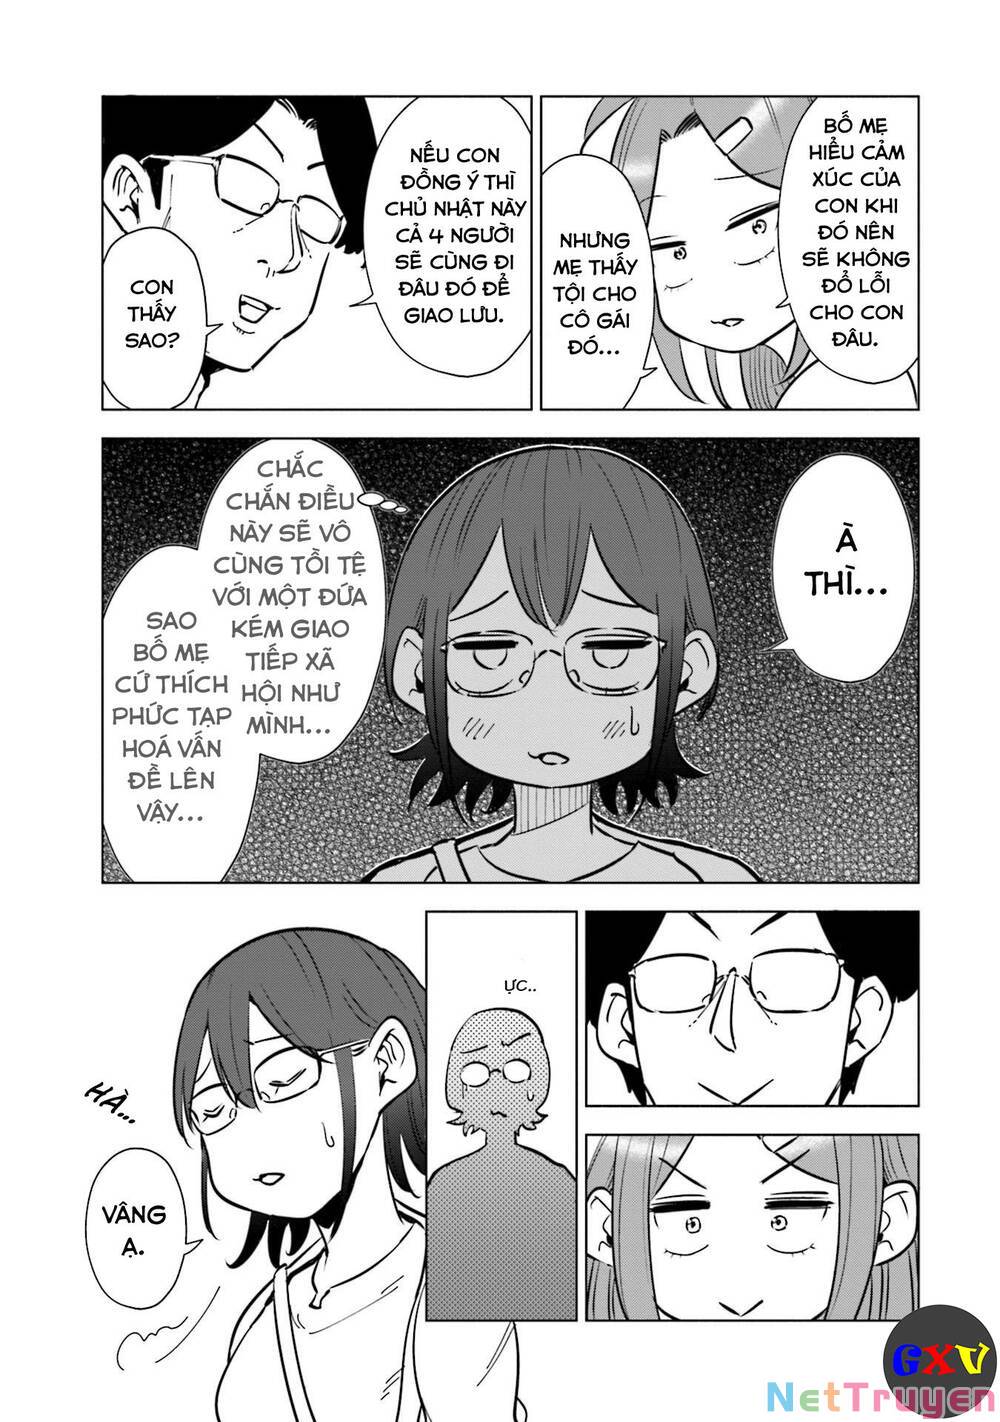 BỐ MẸ
HIỂU CẢM
XÚC CỦA
CON KHI
ĐÓ NÊN
SẼ KHÔNG
ĐỔ LỖI
CHO CON
ĐÂU.
NHƯNG
MẸ THẤY
TỘI CHO
CÔ GÁI
ĐÓ...
NẾU CON
ĐỒNG Ý THÌ
CHỦ NHẬT NÀY
CẢ 4 NGƯỜI
SẼ CÙNG ĐI
ĐÂU ĐÓ ĐỂ
GIAO LƯU.
CON
THẤY
SAO?
À
THÌ...
CHẮC
CHẮN ĐIỀU
NÀY SẼ VÔ
CÙNG TỒI TỆ
VỚI MỘT ĐỨA
KÉM GIAO
TIẾP XÃ
HỘI NHƯ
MÌNH...
SAO
BỐ MẸ
CỨ THÍCH
PHỨC TẠP
HOÁ VẤN
ĐỀ LÊN
VẬY...
ỰC..
HÀ...
VÂNG
Ạ.
GXV
NetTruyen